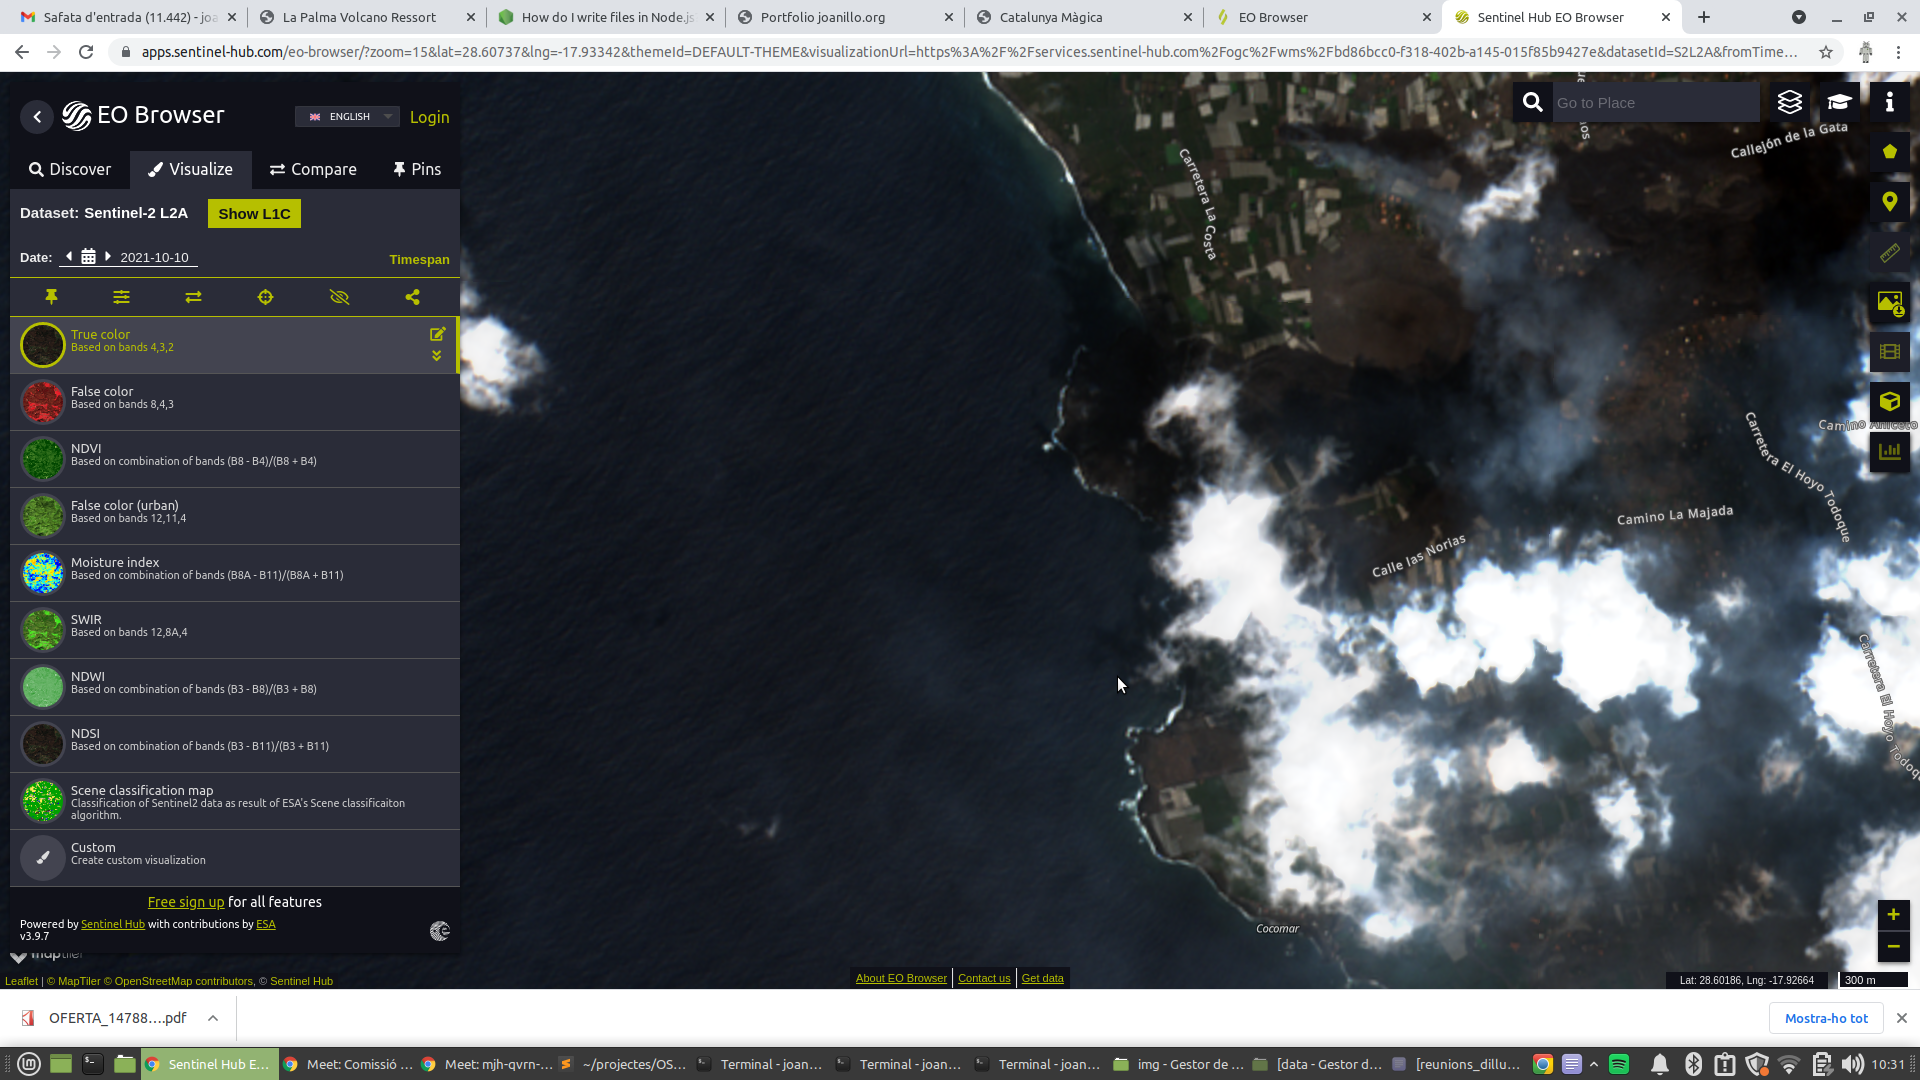 Safata d'entrada (11.442) - joa
La Palma Volcano Ressort
How do I write files in Node.js
Portfolio joanillo.org
Catalunya Màgica
EO Browser
Sentinel Hub EO Browser
apps.sentinel-hub.com/eo-browser/?zoom=15&lat=28.60737&lng=-17.93342&themeId=DEFAULT-THEME&visualizationUrl=https%3A%2F%2Fservices.sentinel-hub.com%2Fogc%2Fwms%2Fbd86bcc0-f318-402b-a145-015f85b9427e&datasetId=S2L2A&fromTime...
EO Browser
ENGLISH
Login
Discover
Visualize
Compare
Pins
Dataset: Sentinel-2 L2A
Show L1C
Date:
2021-10-10
Timespan
True color
Based on bands 4,3,2
False color
Based on bands 8,4,3
NDVI
Based on combination of bands (B8 - B4)/(B8 + B4)
False color (urban)
Based on bands 12,11,4
Moisture index
Based on combination of bands (B8A - B11)/(B8A + B11)
SWIR
Based on bands 12,8A,4
NDWI
Based on combination of bands (B3 - B8)/(B3 + B8)
NDSI
Based on combination of bands (B3 - B11)/(B3 + B11)
Scene classification map
Classification of Sentinel2 data as result of ESA's Scene classificaiton
algorithm.
Custom
Create custom visualization
Free sign up for all features
Powered by Sentinel Hub with contributions by ESA
v3.9.7
maptiler
Leaflet | © MapTiler © OpenStreetMap contributors, © Sentinel Hub
Go to Place
Callejón de la Gata
Carretera La Costa
Camino Aniceto
Carretera El Hoyo Todoque
Camino La Majada
Calle las Norias
Carretera El Hoyo Todoqu
Cocomar
About EO Browser
Contact us
Get data
Lat: 28.60186, Lng: -17.92664
300 m
OFERTA_14788....pdf
Mostra-ho tot
Sentinel Hub E...
Meet: Comissió ...
Meet: mjh-qvrn-...
~/projectes/OS...
Terminal - joan...
Terminal - joan...
Terminal - joan...
img - Gestor de ...
[data - Gestor d...
[reunions_dillu...
10:31